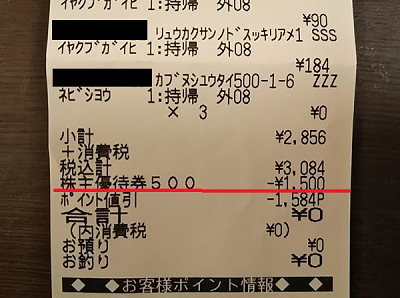 イヤクブガイヒ 1:持帰 外08
¥90
リュウカクサンノドスッキリアメ1 SSS
イヤクブガイヒ 1:持帰 外08
¥184
カブヌシユウタイ500-1-6 ZZZ
ネビショウ 1:持帰 外08
× 3 ¥0
小計 ¥2,856
+消費税
税込計 ¥3,084
株主優待券500 -¥1,500
ポイント値引 -1,584P
合計 ¥0
(内消費税 ¥0)
お預り ¥0
お釣り ¥0
◆ ◆ ◆お客様ポイント情報◆ ◆ ◆